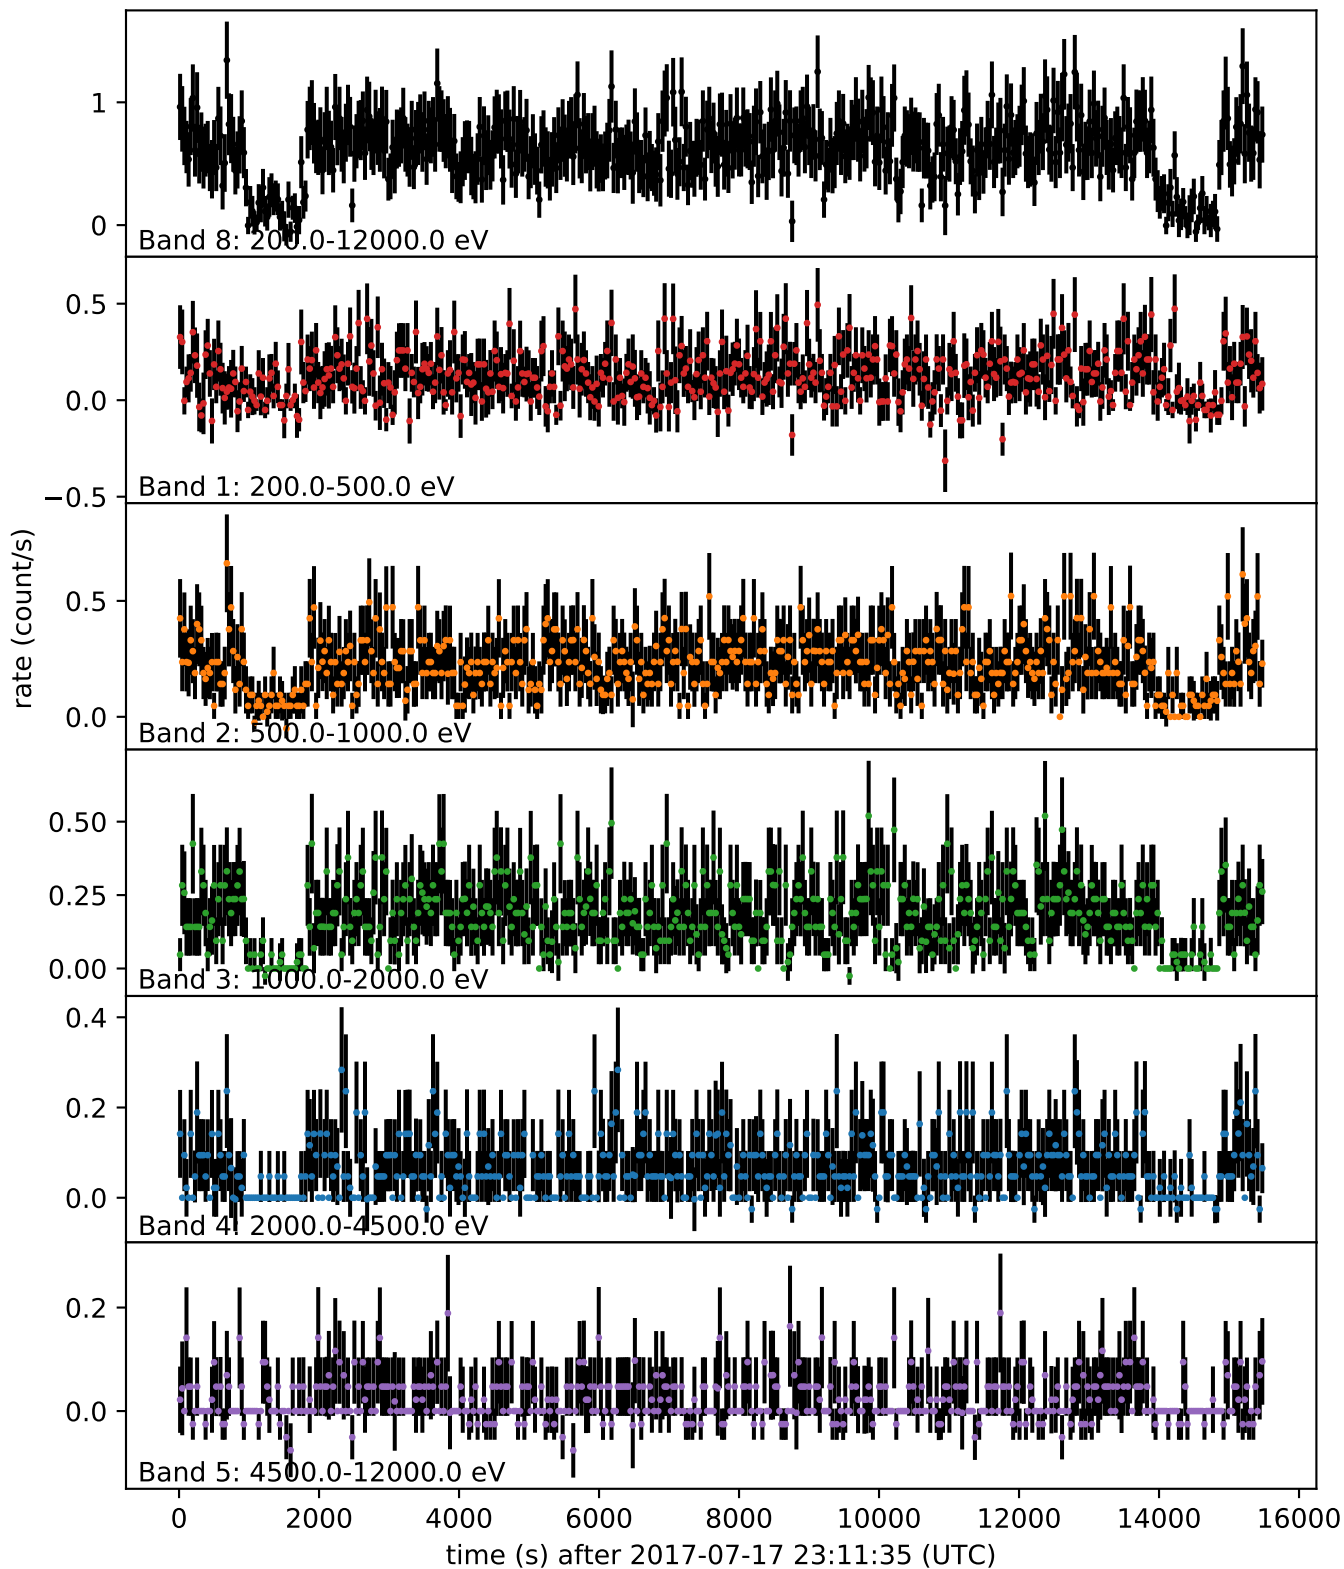 1
0
Band 8: 200.0-12000.0 eV
0.5
0.0
−0.5
Band 1: 200.0-500.0 eV
rate (count/s)
0.5
0.0
Band 2: 500.0-1000.0 eV
0.50
0.25
0.00
Band 3: 1000.0-2000.0 eV
0.4
0.2
0.0
Band 4: 2000.0-4500.0 eV
0.2
0.0
Band 5: 4500.0-12000.0 eV
0 2000 4000 6000 8000 10000 12000 14000 16000
time (s) after 2017-07-17 23:11:35 (UTC)